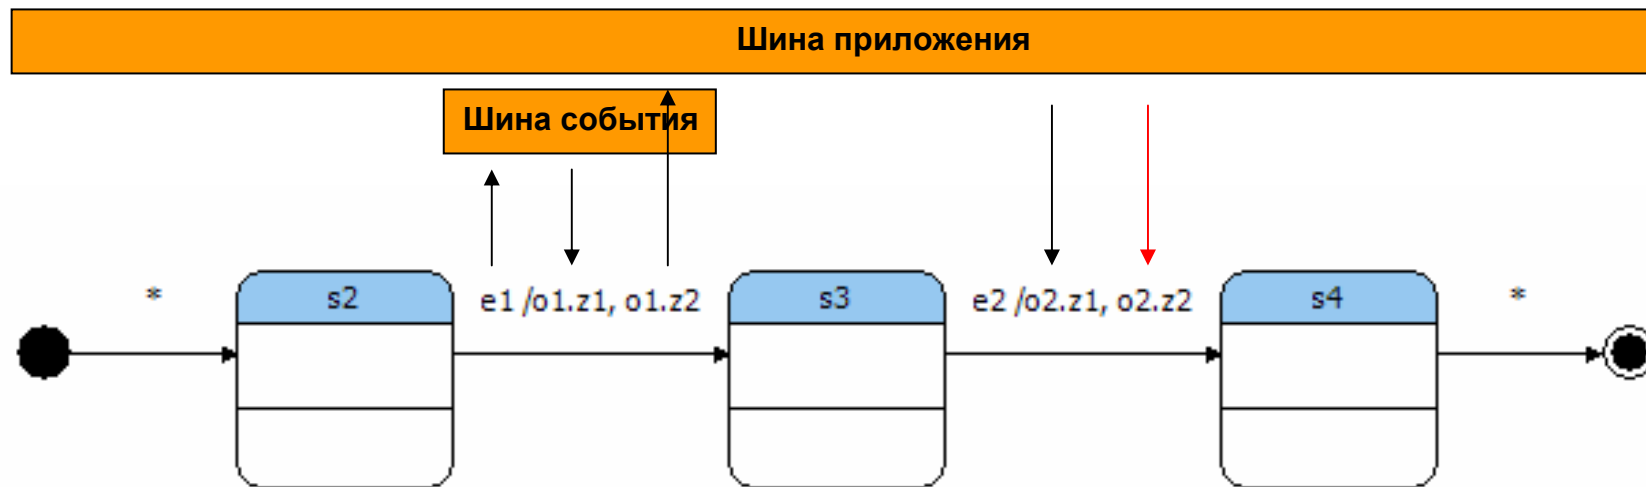 Шина приложения
Шина события
* s2 e1 /o1.z1, o1.z2 s3 e2 /o2.z1, o2.z2 s4 *